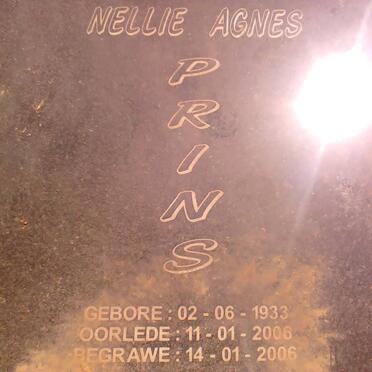 NELLIE AGNES
P
R
I
N
S
GEBORE : 02 - 06 - 1933
OORLEDE : 11 - 01 - 2006
BEGRAWE : 14 - 01 - 2006